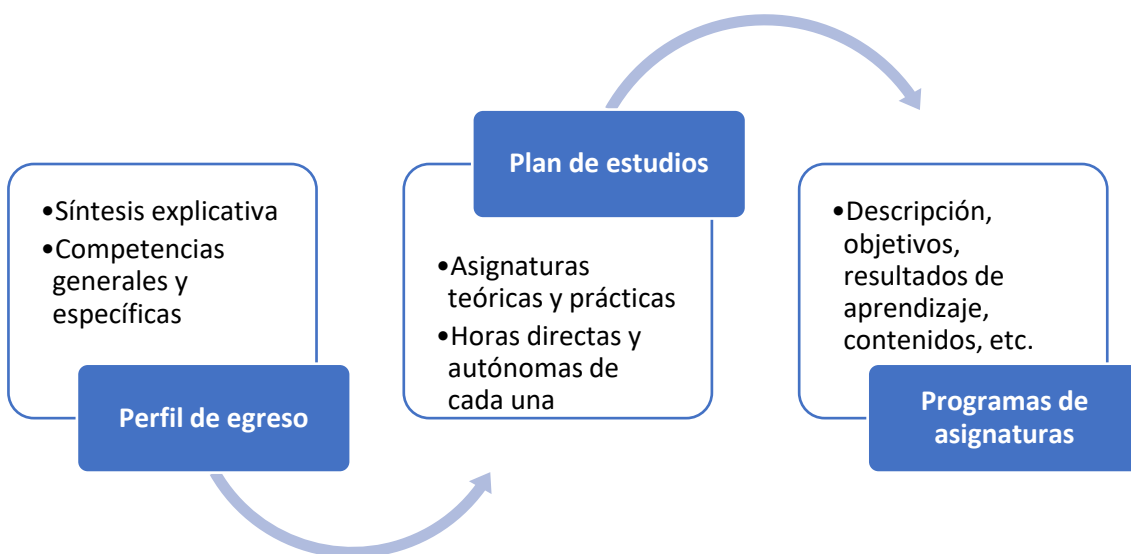 •Síntesis explicativa
•Competencias
generales y
específicas
Perfil de egreso
Plan de estudios
•Asignaturas
teóricas y prácticas
•Horas directas y
autónomas de
cada una
•Descripción,
objetivos,
resultados de
aprendizaje,
contenidos, etc.
Programas de
asignaturas